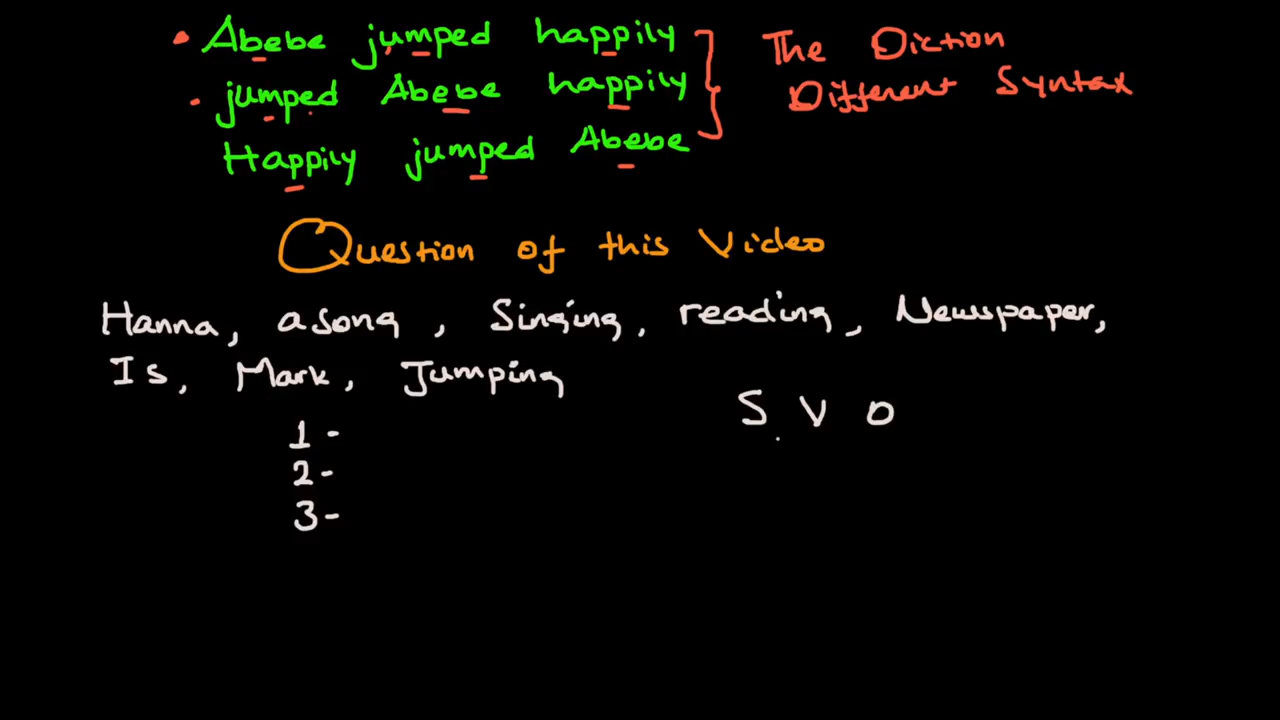 Abebe jumped happily
jumped Abebe happily
Happily jumped Abebe
The Diction
Different Syntax
Question of this Video
Hanna, a song, Singing, reading, Newspaper,
Is, Mark, Jumping
S V O
1-
2-
3-